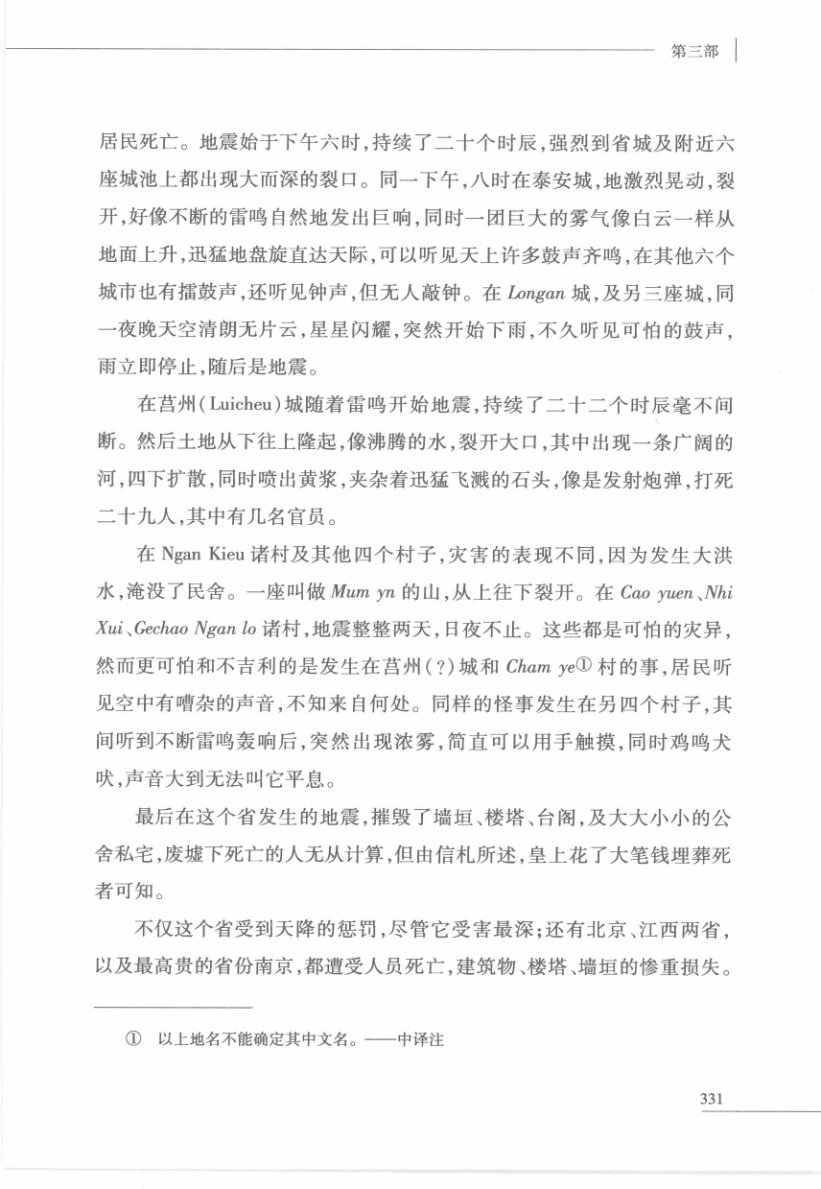 第三部
居民死亡。地震始于下午六时,持续了二十个时辰,强烈到省城及附近六
座城池上都出现大而深的裂口。同一下午,八时在泰安城,地激烈晃动,裂
开,好像不断的雷鸣自然地发出巨响,同时一团巨大的雾气像白云一样从
地面上升,迅猛地盘旋直达天际,可以听见天上许多鼓声齐鸣,在其他六个
城市也有擂鼓声,还听见钟声,但无人敲钟。在 Longan 城,及另三座城,同
一夜晚天空清朗无片云,星星闪耀,突然开始下雨,不久听见可怕的鼓声,
雨立即停止,随后是地震。
在莒州(Luicheu)城随着雷鸣开始地震,持续了二十二个时辰毫不间
断。然后土地从下往上隆起,像沸腾的水,裂开大口,其中出现一条广阔的
河,四下扩散,同时喷出黄浆,夹杂着迅猛飞溅的石头,像是发射炮弹,打死
二十九人,其中有几名官员。
在 Ngan Kieu 诸村及其他四个村子,灾害的表现不同,因为发生大洪
水,淹没了民舍。一座叫做 Mum yn 的山,从上往下裂开。在 Cao yuen、Nhi
Xui、Gechao Ngan lo 诸村,地震整整两天,日夜不止。这些都是可怕的灾异,
然而更可怕和不吉利的是发生在莒州(?)城和 Cham ye① 村的事,居民听
见空中有嘈杂的声音,不知来自何处。同样的怪事发生在另四个村子,其
间听到不断雷鸣轰响后,突然出现浓雾,简直可以用手触摸,同时鸡鸣犬
吠,声音大到无法叫它平息。
最后在这个省发生的地震,摧毁了墙垣、楼塔、台阁,及大大小小的公
舍私宅,废墟下死亡的人无从计算,但由信札所述,皇上花了大笔钱埋葬死
者可知。
不仅这个省受到天降的惩罚,尽管它受害最深;还有北京、江西两省,
以及最高贵的省份南京,都遭受人员死亡,建筑物、楼塔、墙垣的惨重损失。
① 以上地名不能确定其中文名。——中译注
331